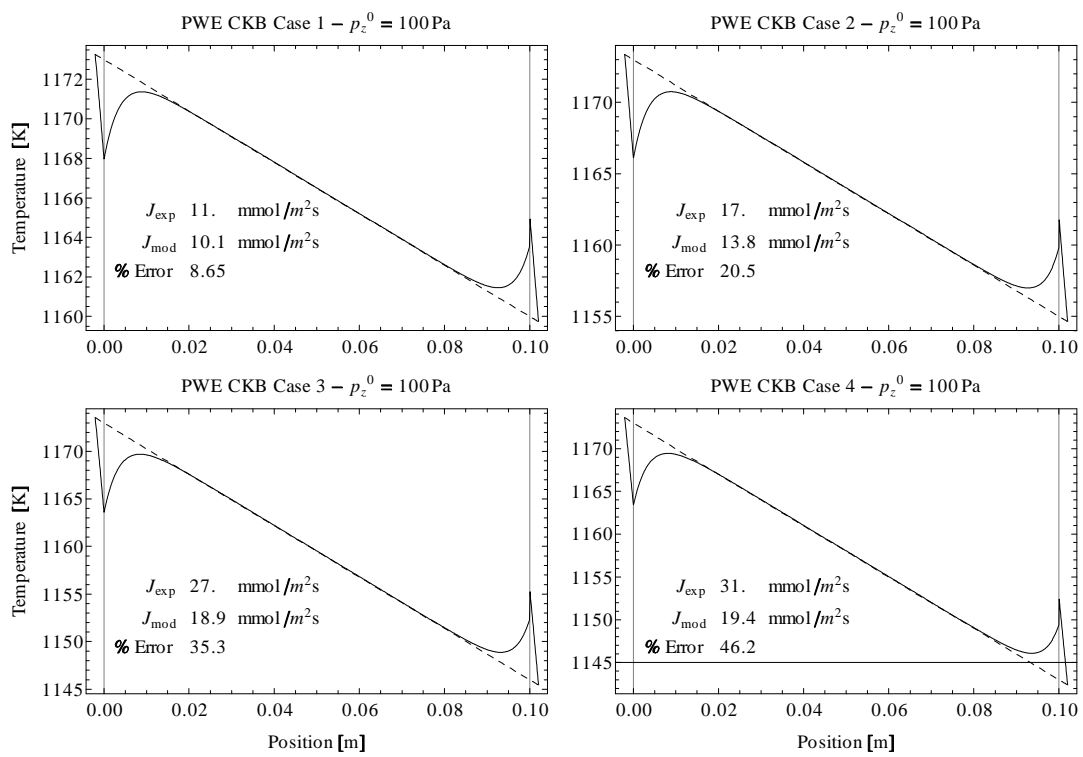 PWE CKB Case 1 − p_z^0 = 100 Pa
Temperature [K]
1172
1170
1168
1166
1164
1162
1160
J_exp 11. mmol/m²s
J_mod 10.1 mmol/m²s
% Error 8.65
0.00 0.02 0.04 0.06 0.08 0.10
PWE CKB Case 2 − p_z^0 = 100 Pa
1170
1165
1160
1155
J_exp 17. mmol/m²s
J_mod 13.8 mmol/m²s
% Error 20.5
0.00 0.02 0.04 0.06 0.08 0.10
PWE CKB Case 3 − p_z^0 = 100 Pa
Temperature [K]
1170
1165
1160
1155
1150
1145
J_exp 27. mmol/m²s
J_mod 18.9 mmol/m²s
% Error 35.3
0.00 0.02 0.04 0.06 0.08 0.10
Position [m]
PWE CKB Case 4 − p_z^0 = 100 Pa
1170
1165
1160
1155
1150
1145
J_exp 31. mmol/m²s
J_mod 19.4 mmol/m²s
% Error 46.2
0.00 0.02 0.04 0.06 0.08 0.10
Position [m]